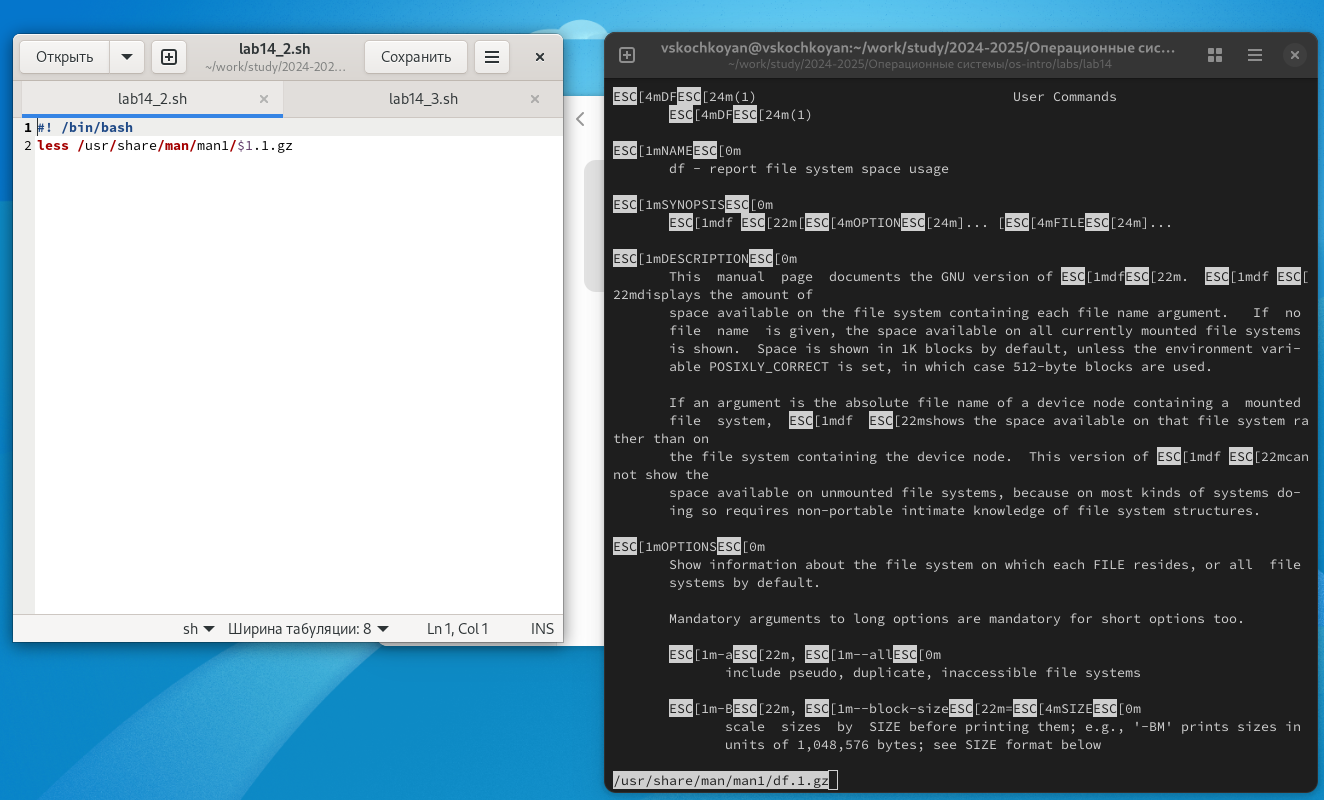 Открыть
lab14_2.sh
~/work/study/2024-202...
Сохранить
lab14_2.sh
lab14_3.sh
1 #! /bin/bash
2 less /usr/share/man/man1/$1.1.gz
sh
Ширина табуляции: 8
Ln 1, Col 1
INS
vskochkoyan@vskochkoyan:~/work/study/2024-2025/Операционные сис...
~/work/study/2024-2025/Операционные системы/os-intro/labs/lab14
ESC[4mDFESC[24m(1)                                User Commands
       ESC[4mDFESC[24m(1)
ESC[1mNAMEESC[0m
       df - report file system space usage
ESC[1mSYNOPSISESC[0m
       ESC[1mdf ESC[22m[ESC[4mOPTIONESC[24m]... [ESC[4mFILEESC[24m]...
ESC[1mDESCRIPTIONESC[0m
       This  manual  page  documents the GNU version of ESC[1mdfESC[22m.  ESC[1mdf ESC[
22mdisplays the amount of
       space available on the file system containing each file name argument.   If  no
       file  name  is given, the space available on all currently mounted file systems
       is shown.  Space is shown in 1K blocks by default, unless the environment vari-
       able POSIXLY_CORRECT is set, in which case 512-byte blocks are used.
       If an argument is the absolute file name of a device node containing a  mounted
       file  system,  ESC[1mdf  ESC[22mshows the space available on that file system ra
ther than on
       the file system containing the device node.  This version of ESC[1mdf ESC[22mcan
not show the
       space available on unmounted file systems, because on most kinds of systems do-
       ing so requires non-portable intimate knowledge of file system structures.
ESC[1mOPTIONSESC[0m
       Show information about the file system on which each FILE resides, or all  file
       systems by default.
       Mandatory arguments to long options are mandatory for short options too.
       ESC[1m-aESC[22m, ESC[1m--allESC[0m
              include pseudo, duplicate, inaccessible file systems
       ESC[1m-BESC[22m, ESC[1m--block-sizeESC[22m=ESC[4mSIZEESC[0m
              scale  sizes  by  SIZE before printing them; e.g., '-BM' prints sizes in
              units of 1,048,576 bytes; see SIZE format below
/usr/share/man/man1/df.1.gz